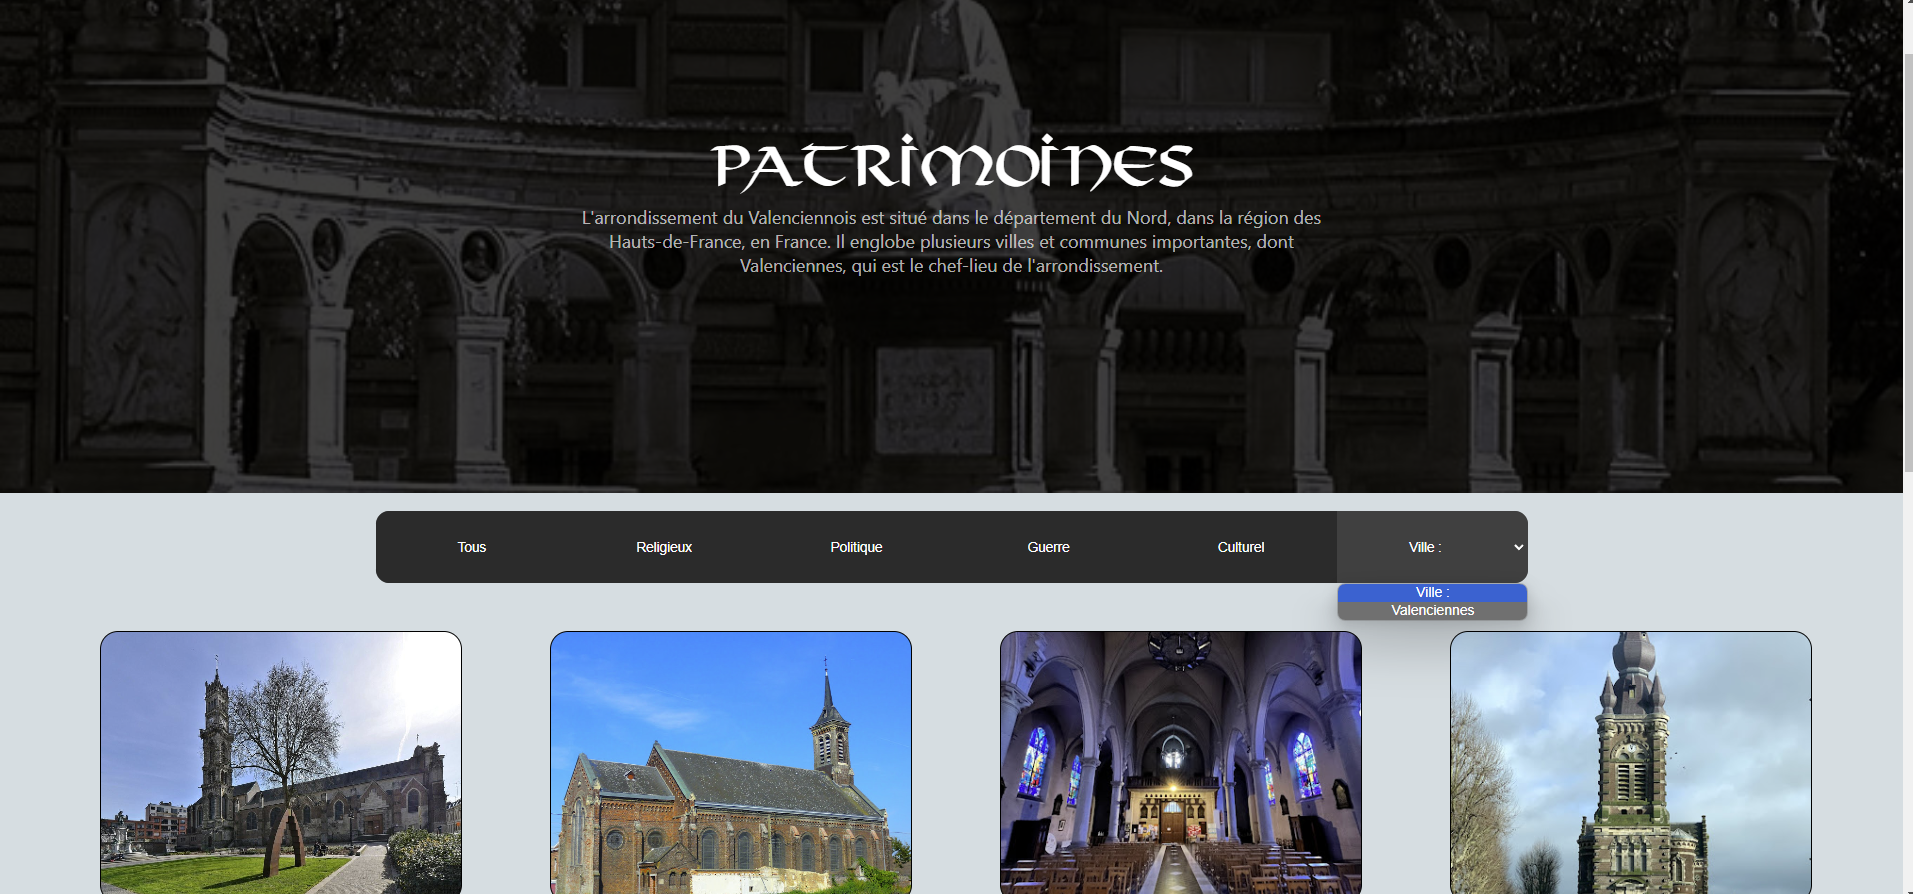 PATRIMOINES
L'arrondissement du Valenciennois est situé dans le département du Nord, dans la région des
Hauts-de-France, en France. Il englobe plusieurs villes et communes importantes, dont
Valenciennes, qui est le chef-lieu de l'arrondissement.
Tous
Religieux
Politique
Guerre
Culturel
Ville :
Ville :
Valenciennes